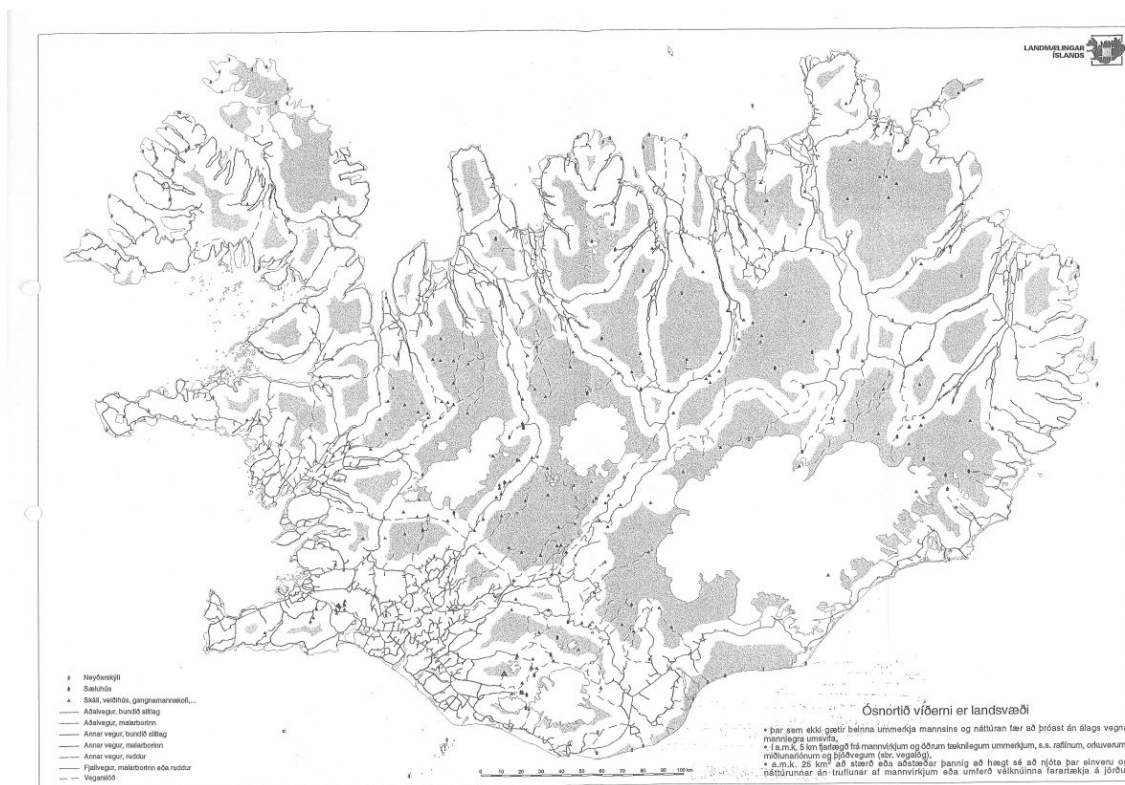 LANDMÆLINGAR
ÍSLANDS
Neyðarskýli
Sæluhús
Skáli, veiðihús, gangnamannakofi,...
Aðalvegur, bundið slitlag
Aðalvegur, malarborinn
Annar vegur, bundið slitlag
Annar vegur, malarborinn
Annar vegur, ruddur
Fjallvegur, malarborinn eða ruddur
Vegarslóð
0 10 20 30 40 50 60 70 80 90 100 km
Ósnortið víðerni er landsvæði
• þar sem ekki gætir beinna ummerkja mannsins og náttúran fær að þróast án álags vegna
mannlegra umsvifa,
• í a.m.k. 5 km fjarlægð frá mannvirkjum og öðrum tæknilegum ummerkjum, s.s. raflínum, orkuverum,
miðlunarlónum og þjóðvegum (sbr. vegalög),
• a.m.k. 25 km² að stærð eða aðstæður þannig að hægt sé að njóta þar einveru og
náttúrunnar án truflunar af mannvirkjum eða umferð vélknúinna farartækja á jörðu